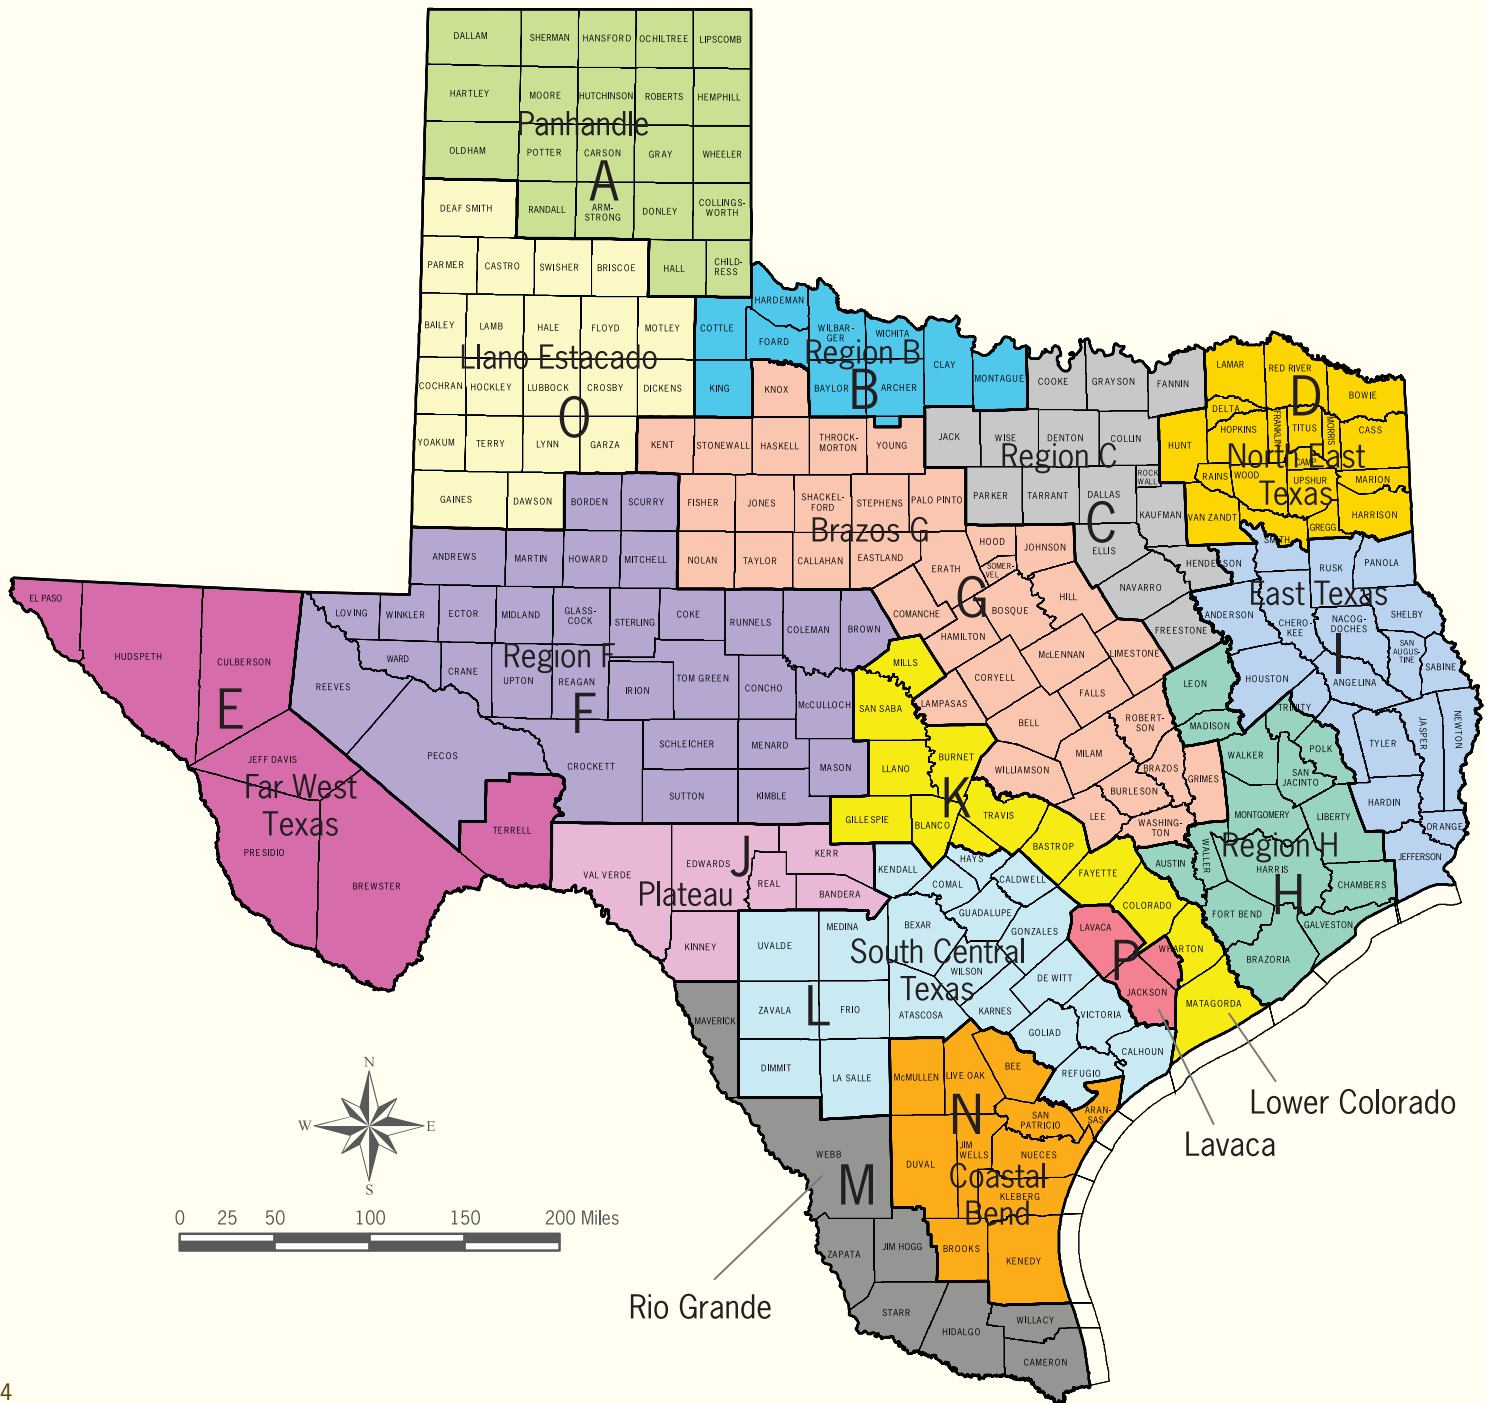 DALLAM SHERMAN HANSFORD OCHILTREE LIPSCOMB
HARTLEY MOORE HUTCHINSON ROBERTS HEMPHILL
Panhandle
OLDHAM POTTER CARSON GRAY WHEELER
A
DEAF SMITH RANDALL ARM-
STRONG DONLEY COLLINGS-
WORTH
PARMER CASTRO SWISHER BRISCOE HALL CHILD-
RESS
BAILEY LAMB HALE FLOYD MOTLEY COTTLE HARDEMAN
FOARD WILBAR-
GER WICHITA
Llano Estacado
Region B
B
COCHRAN HOCKLEY LUBBOCK CROSBY DICKENS KING KNOX BAYLOR ARCHER CLAY MONTAGUE COOKE GRAYSON FANNIN LAMAR RED RIVER BOWIE
O
D
YOAKUM TERRY LYNN GARZA KENT STONEWALL HASKELL THROCK-
MORTON YOUNG JACK WISE DENTON COLLIN HUNT DELTA HOPKINS FRANKLIN TITUS MORRIS CASS
Region C
North East
Texas
CAMP
GAINES DAWSON BORDEN SCURRY FISHER JONES SHACKEL-
FORD STEPHENS PALO PINTO PARKER TARRANT DALLAS ROCK
WALL KAUFMAN RAINS WOOD UPSHUR MARION
VAN ZANDT SMITH GREGG HARRISON
C
Brazos G
ANDREWS MARTIN HOWARD MITCHELL NOLAN TAYLOR CALLAHAN EASTLAND ERATH HOOD SOMER-
VEL JOHNSON ELLIS NAVARRO HENDERSON RUSK PANOLA
G
East Texas
I
EL PASO HUDSPETH CULBERSON
LOVING WINKLER ECTOR MIDLAND GLASS-
COCK STERLING COKE RUNNELS COLEMAN BROWN COMANCHE HAMILTON BOSQUE HILL FREESTONE ANDERSON CHERO-
KEE NACOG-
DOCHES SHELBY
SAN
AUGUS-
TINE SABINE
WARD CRANE UPTON REAGAN IRION TOM GREEN CONCHO McCULLOCH MILLS SAN SABA LAMPASAS CORYELL McLENNAN LIMESTONE FALLS LEON HOUSTON ANGELINA
Region F
F
E
REEVES PECOS CROCKETT SCHLEICHER MENARD MASON SUTTON KIMBLE
JEFF DAVIS
Far West
Texas
PRESIDIO BREWSTER TERRELL
LLANO BURNET BELL MILAM ROBERT-
SON BRAZOS MADISON GRIMES WALKER TRINITY POLK SAN
JACINTO TYLER JASPER NEWTON
K
GILLESPIE BLANCO WILLIAMSON TRAVIS BURLESON LEE WASHING-
TON MONTGOMERY LIBERTY HARDIN ORANGE JEFFERSON
J
Plateau
VAL VERDE EDWARDS KERR REAL BANDERA KINNEY
KENDALL HAYS COMAL CALDWELL BASTROP FAYETTE AUSTIN WALLER HARRIS CHAMBERS
Region H
H
GUADALUPE GONZALES COLORADO FORT BEND GALVESTON BRAZORIA
UVALDE MEDINA BEXAR LAVACA WHARTON
South Central
Texas
WILSON DE WITT
P
JACKSON MATAGORDA
MAVERICK ZAVALA FRIO ATASCOSA KARNES GOLIAD VICTORIA CALHOUN
L
DIMMIT LA SALLE McMULLEN LIVE OAK BEE REFUGIO
Lower Colorado
N
SAN
PATRICIO ARAN-
SAS
Lavaca
WEBB DUVAL JIM
WELLS NUECES
M
Coastal
Bend
KLEBERG
ZAPATA JIM HOGG BROOKS KENEDY
Rio Grande
STARR HIDALGO WILLACY CAMERON
N
W E
S
0 25 50 100 150 200 Miles
4